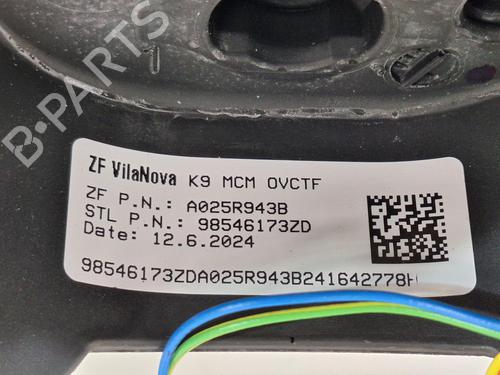 B-PARTS
ZF VilaNova K9 MCM OVCTF
ZF P.N.: A025R943B
STL P.N.: 98546173ZD
Date: 12.6.2024
98546173ZDA025R943B241642778H